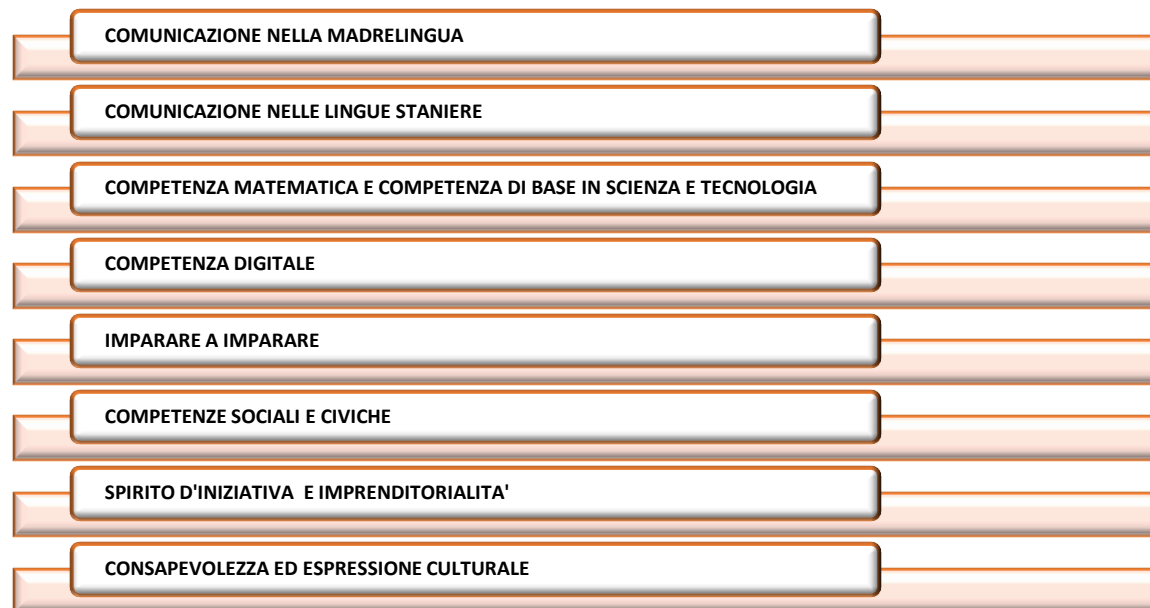 COMUNICAZIONE NELLA MADRELINGUA
COMUNICAZIONE NELLE LINGUE STANIERE
COMPETENZA MATEMATICA E COMPETENZA DI BASE IN SCIENZA E TECNOLOGIA
COMPETENZA DIGITALE
IMPARARE A IMPARARE
COMPETENZE SOCIALI E CIVICHE
SPIRITO D'INIZIATIVA  E IMPRENDITORIALITA'
CONSAPEVOLEZZA ED ESPRESSIONE CULTURALE